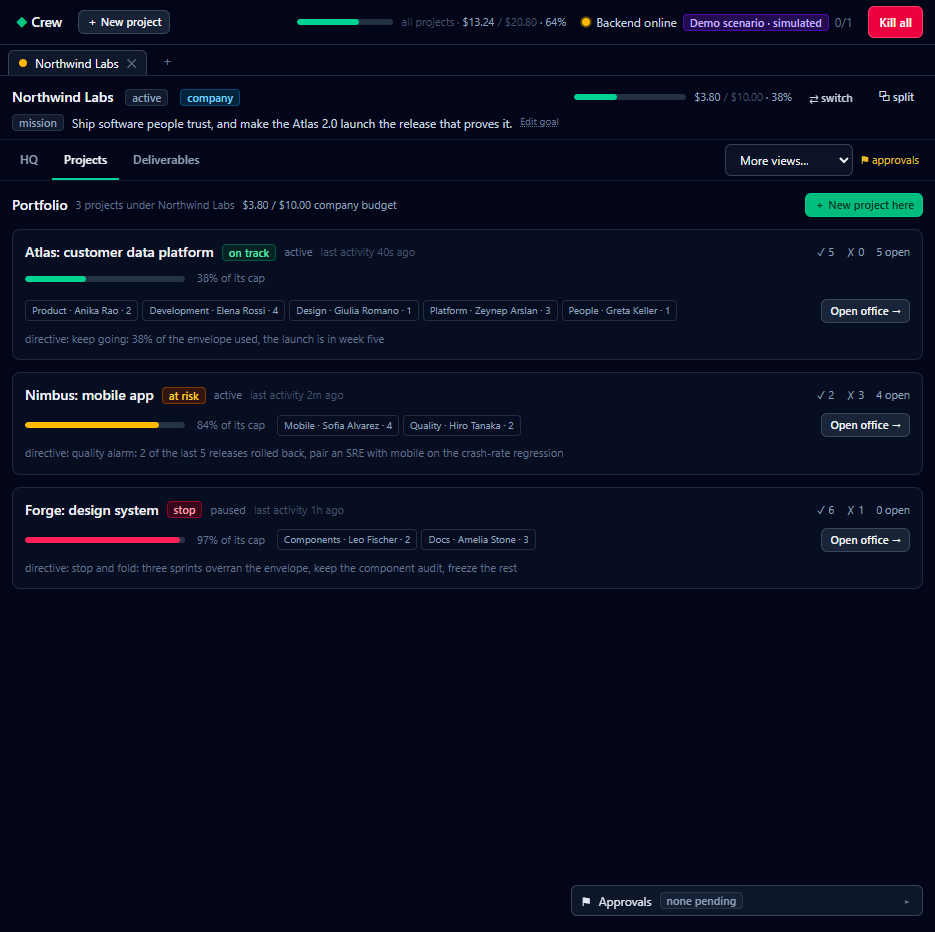 Crew + New project all projects · $13.24 / $20.80 · 64% Backend online Demo scenario · simulated 0/1 Kill all
Northwind Labs +
Northwind Labs active company $3.80 / $10.00 · 38% ⇄ switch split
mission Ship software people trust, and make the Atlas 2.0 launch the release that proves it. Edit goal
HQ Projects Deliverables More views... ⚑ approvals
Portfolio 3 projects under Northwind Labs $3.80 / $10.00 company budget + New project here
Atlas: customer data platform on track active last activity 40s ago ✓ 5 ✗ 0 5 open
38% of its cap
Product · Anika Rao · 2 Development · Elena Rossi · 4 Design · Giulia Romano · 1 Platform · Zeynep Arslan · 3 People · Greta Keller · 1 Open office →
directive: keep going: 38% of the envelope used, the launch is in week five
Nimbus: mobile app at risk active last activity 2m ago ✓ 2 ✗ 3 4 open
84% of its cap Mobile · Sofia Alvarez · 4 Quality · Hiro Tanaka · 2 Open office →
directive: quality alarm: 2 of the last 5 releases rolled back, pair an SRE with mobile on the crash-rate regression
Forge: design system stop paused last activity 1h ago ✓ 6 ✗ 1 0 open
97% of its cap Components · Leo Fischer · 2 Docs · Amelia Stone · 3 Open office →
directive: stop and fold: three sprints overran the envelope, keep the component audit, freeze the rest
⚑ Approvals none pending